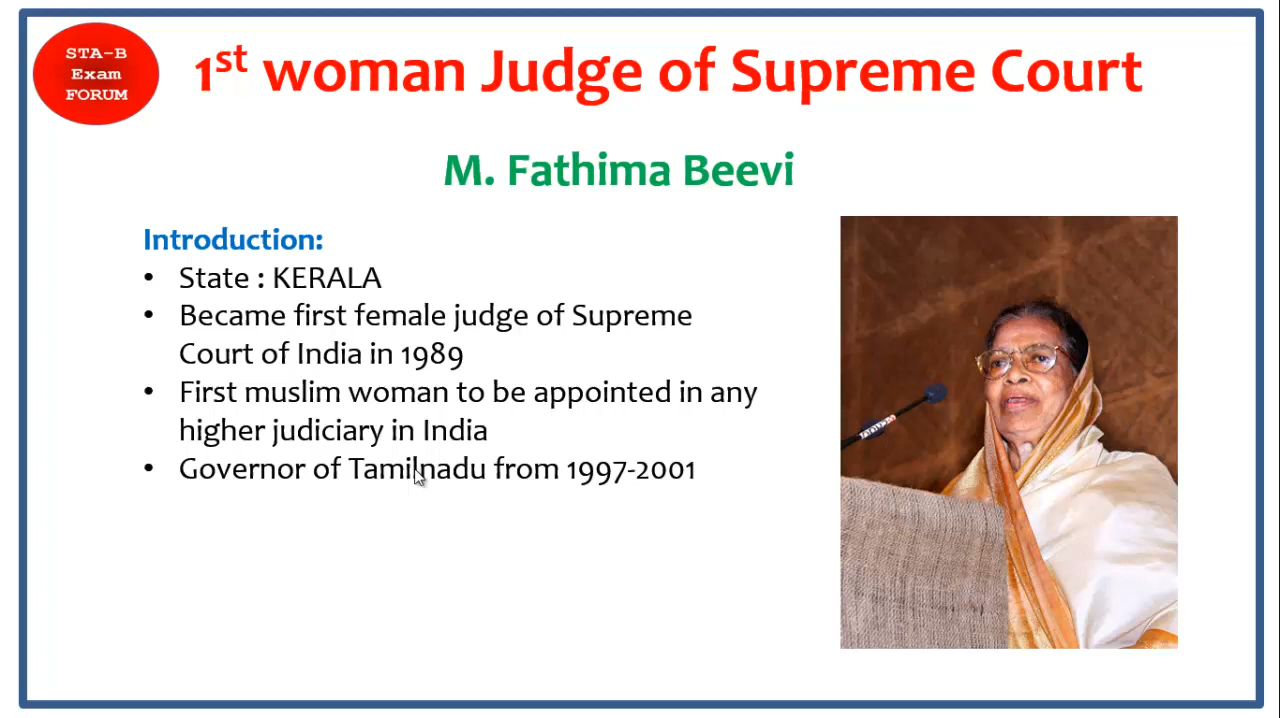 STA-B
Exam
FORUM
1st woman Judge of Supreme Court
M. Fathima Beevi
Introduction:
• State : KERALA
• Became first female judge of Supreme
Court of India in 1989
• First muslim woman to be appointed in any
higher judiciary in India
• Governor of Tamilnadu from 1997-2001